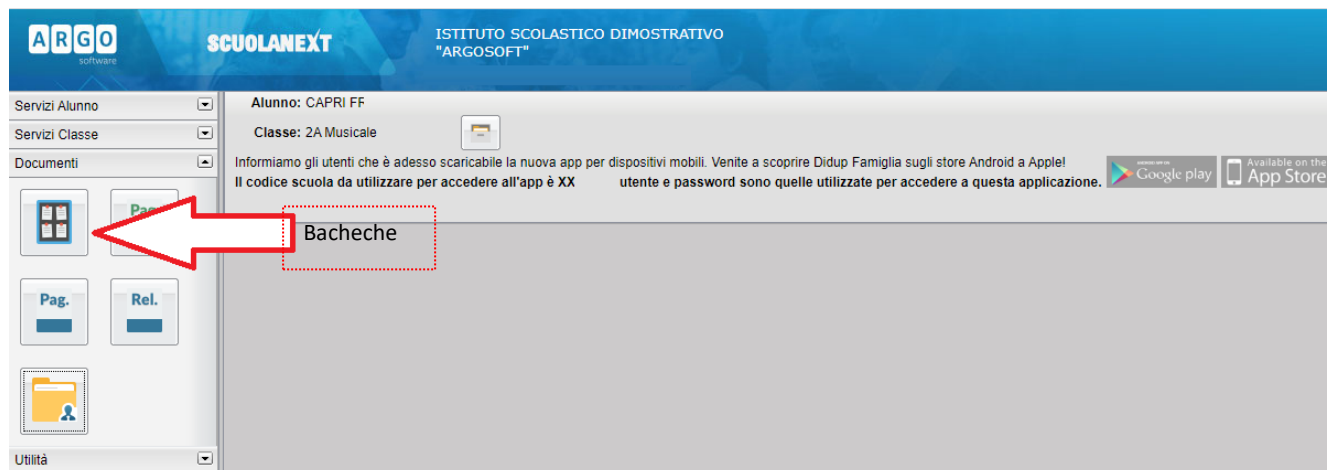 ARGO
software
SCUOLANEXT
ISTITUTO SCOLASTICO DIMOSTRATIVO
"ARGOSOFT"
Servizi Alunno
Servizi Classe
Documenti
Pag.
Rel.
Utilità
Alunno: CAPRI FF
Classe: 2A Musicale
Informiamo gli utenti che è adesso scaricabile la nuova app per dispositivi mobili. Venite a scoprire Didup Famiglia sugli store Android a Apple!
Il codice scuola da utilizzare per accedere all'app è XX utente e password sono quelle utilizzate per accedere a questa applicazione.
Google play
Available on the
App Store
Bacheche